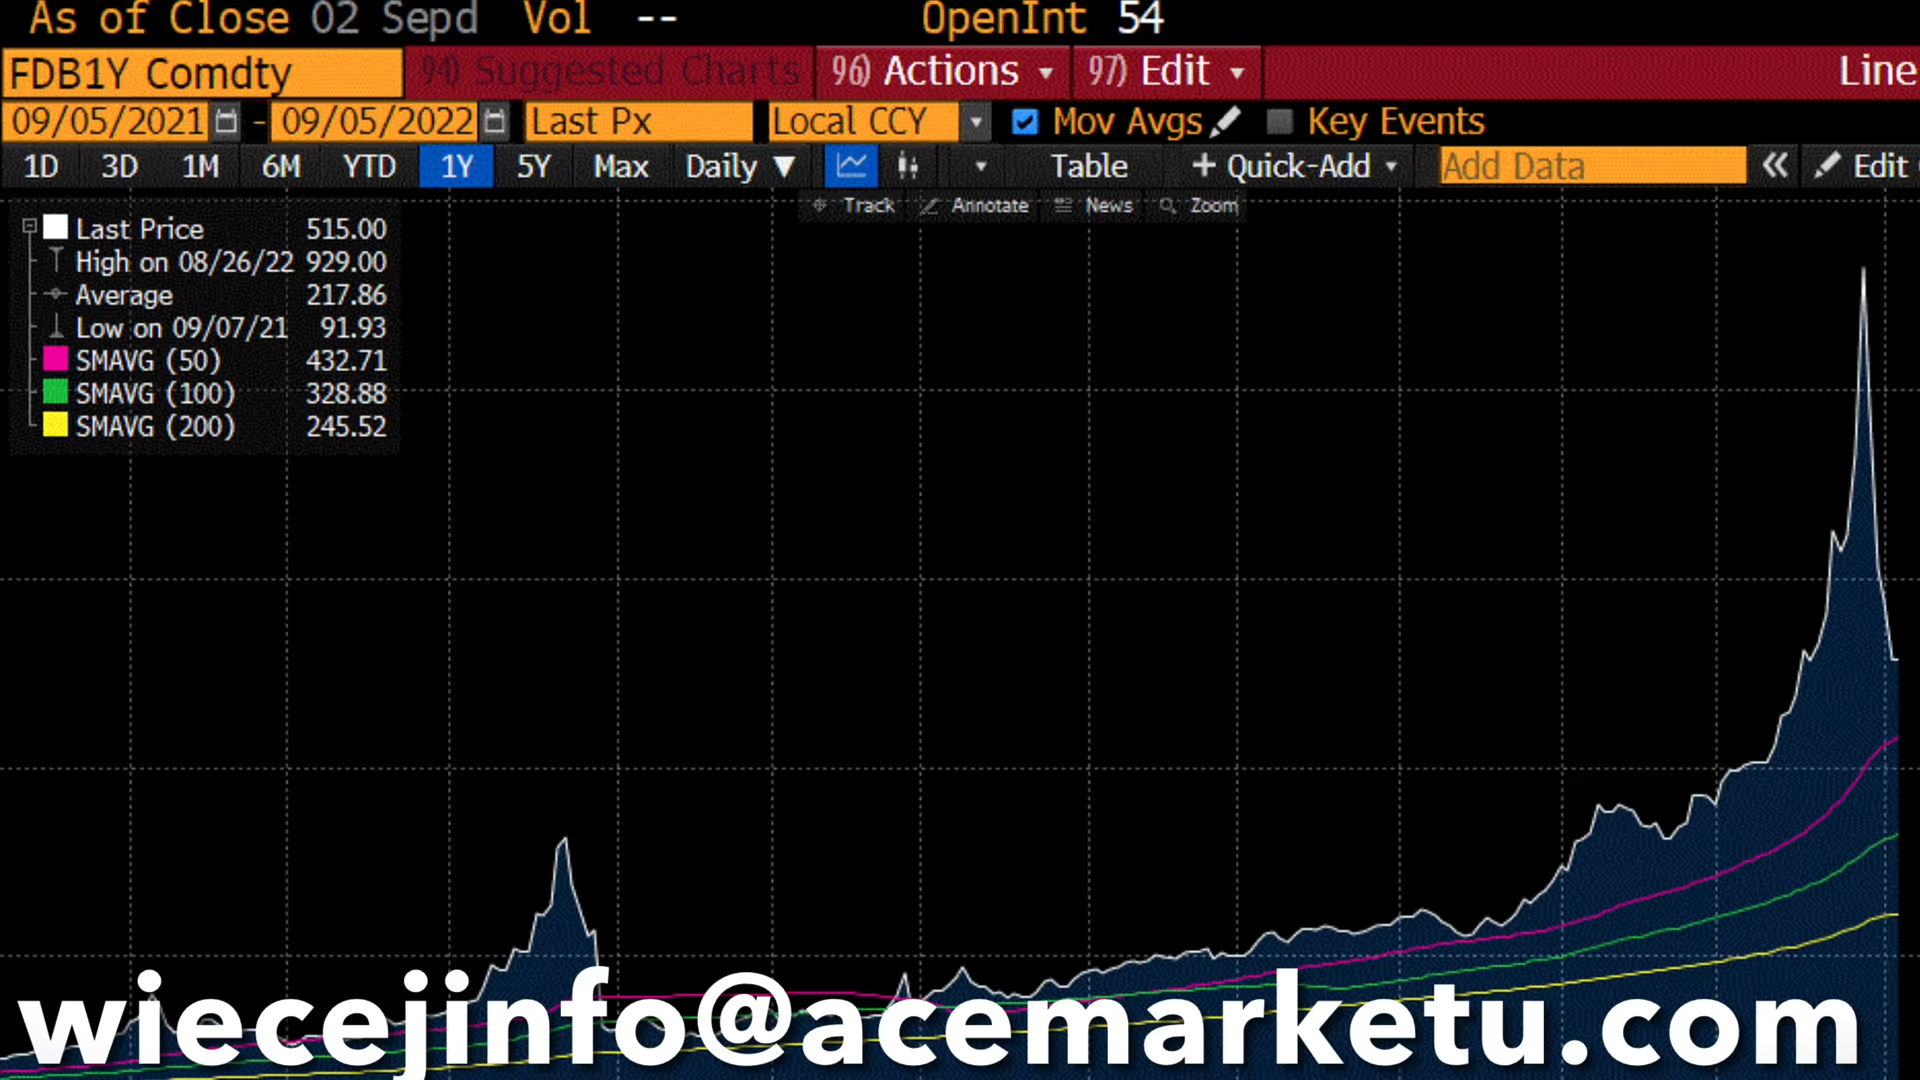 As of Close 02 Sepd Vol -- OpenInt 54
FDB1Y Comdty 94) Suggested Charts 96) Actions 97) Edit Line
09/05/2021 - 09/05/2022 Last Px Local CCY Mov Avgs Key Events
1D 3D 1M 6M YTD 1Y 5Y Max Daily ▼ Table + Quick-Add Add Data « Edit
Track Annotate News Zoom
Last Price 515.00
High on 08/26/22 929.00
Average 217.86
Low on 09/07/21 91.93
SMAVG (50) 432.71
SMAVG (100) 328.88
SMAVG (200) 245.52
wiecejinfo@acemarketu.com